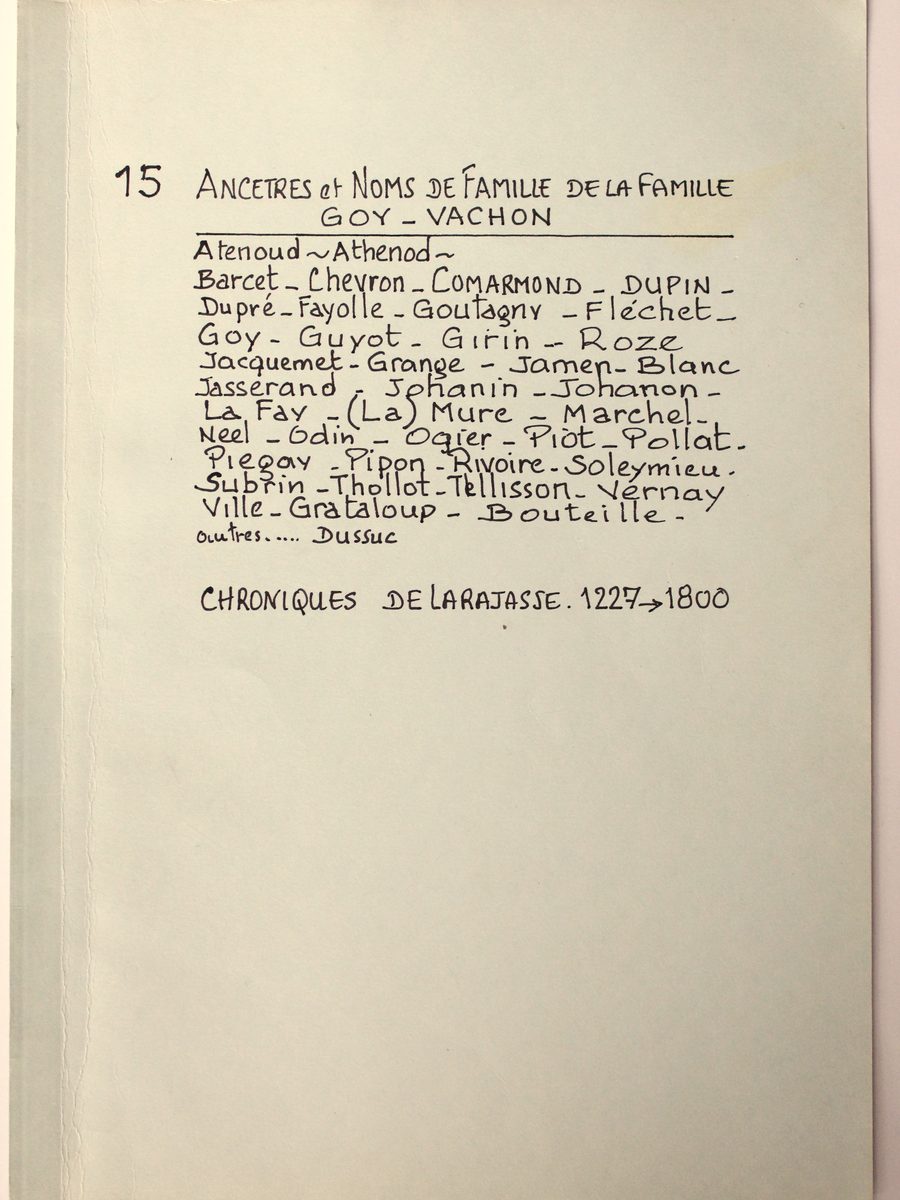 15 ANCETRES et NOMS DE FAMILLE DE LA FAMILLE
GOY - VACHON
Atenoud ~ Athenod ~
Barcet - Chevron - COMARMOND - DUPIN -
Dupré - Fayolle - Goutagny - Fléchet -
Goy - Guyot - Girin - Roze
Jacquemet - Grange - Jamen - Blanc
Jasserand - Johanin - Johanon -
La Fay - (La) Mure - Marchel -
Neel - Odin - Ogier - Piot - Pollat -
Piegay - Pipon - Rivoire - Soleymieu .
Subrin - Thollot - Tellisson - Vernay
Ville - Grataloup - Bouteille -
autres..... Dussuc
CHRONIQUES DE LARAJASSE. 1227→1800